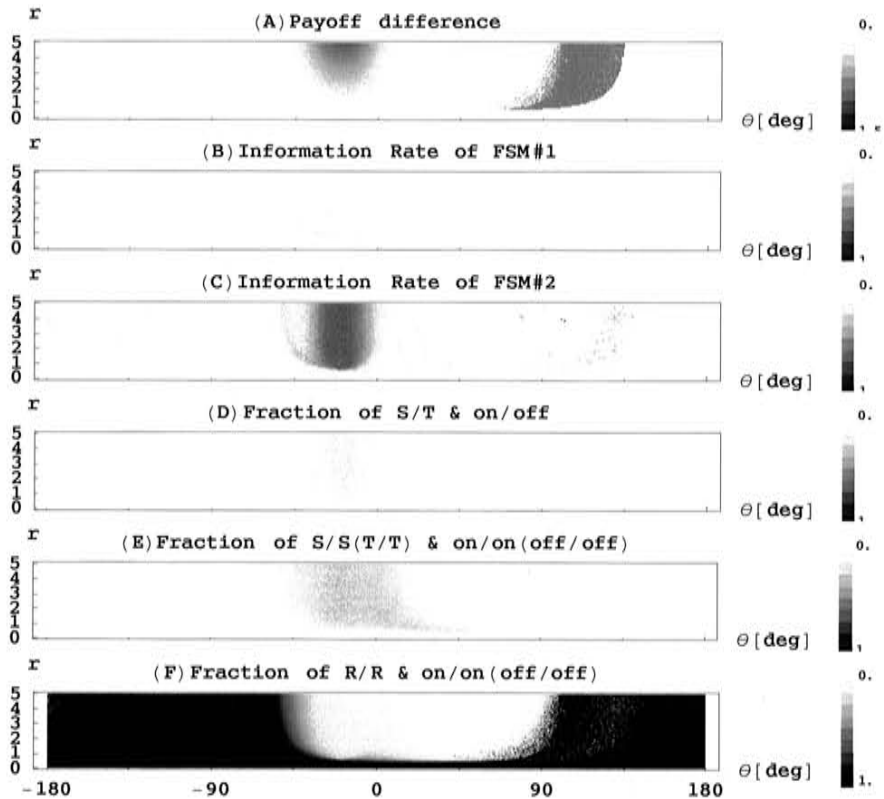 r (A)Payoff difference 0.
5
4
3
2
1
0 θ[deg]
r (B)Information Rate of FSM#1 0.
5
4
3
2
1
0 θ[deg] 1
r (C)Information Rate of FSM#2 0.
5
4
3
2
1
0 θ[deg] 1
r (D)Fraction of S/T & on/off 0.
5
4
3
2
1
0 θ[deg] 1
r (E)Fraction of S/S(T/T) & on/on(off/off) 0.
5
4
3
2
1
0 θ[deg] 1
r (F)Fraction of R/R & on/on(off/off) 0.
5
4
3
2
1
0 θ[deg] 1.
-180 -90 0 90 180